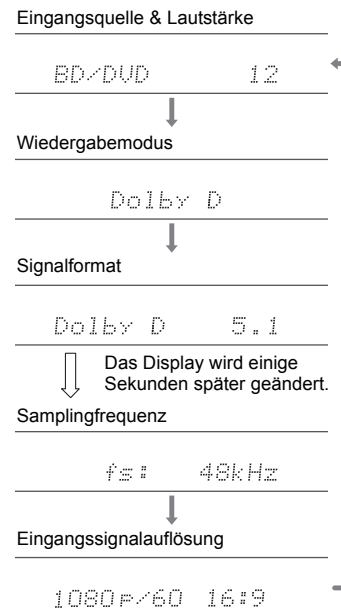 Eingangsquelle & Lautstärke
BD/DVD 12
Wiedergabemodus
Dolby D
Signalformat
Dolby D 5.1
Das Display wird einige
Sekunden später geändert.
Samplingfrequenz
fs: 48kHz
Eingangssignalauflösung
1080p/60 16:9